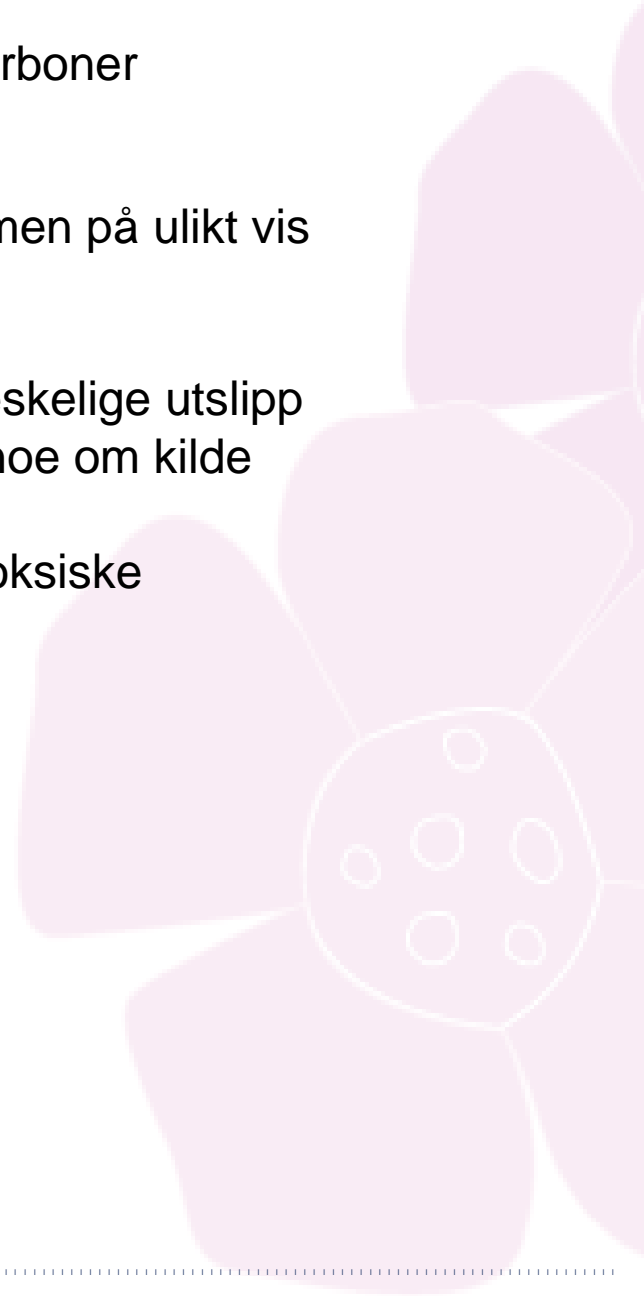 rboner
men på ulikt vis
skelige utslipp
noe om kilde
oksiske